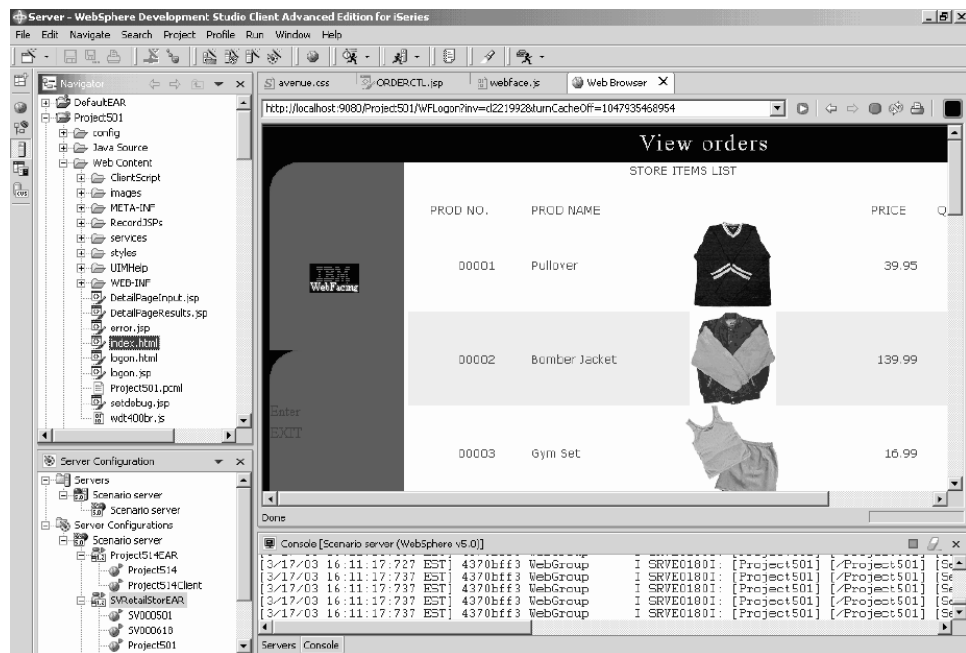 Server - WebSphere Development Studio Client Advanced Edition for iSeries
File Edit Navigate Search Project Profile Run Window Help
Navigator
DefautEAR
Project501
config
Java Source
Web Content
ClientScript
images
META-INF
RecordJSPs
services
styles
UIMHelp
WEB-INF
DetailPageInput.jsp
DetailPageResults.jsp
error.jsp
index.html
logon.html
logon.jsp
Project501.pcml
setdebug.jsp
wdt400br.js
Server Configuration
Servers
Scenario server
Scenario server
Server Configurations
Scenario server
Project514EAR
Project514
Project514Client
SVRetailStorEAR
SV000501
SV000618
Project501
avenue.css ORDERCTL.jsp webface.js Web Browser
http://localhost:9080/Project501/WFLogon?inv=cl221992&turnCacheOff=1047935468954
View orders
STORE ITEMS LIST
PROD NO. PROD NAME PRICE Q
IBM
WebFacing
00001 Pullover 39.95
00002 Bomber Jacket 139.99
Enter
EXIT
00003 Gym Set 16.99
Done
Console [Scenario server (WebSphere v5.0)]
[3/17/03 16:11:17:727 EST] 4370bff3 WebGroup I SRVE0180I: [Project501] [/Project501] [Se
[3/17/03 16:11:17:737 EST] 4370bff3 WebGroup I SRVE0180I: [Project501] [/Project501] [Se
[3/17/03 16:11:17:737 EST] 4370bff3 WebGroup I SRVE0180I: [Project501] [/Project501] [Se
[3/17/03 16:11:17:737 EST] 4370bff3 WebGroup I SRVE0180I: [Project501] [/Project501] [Se
Servers Console